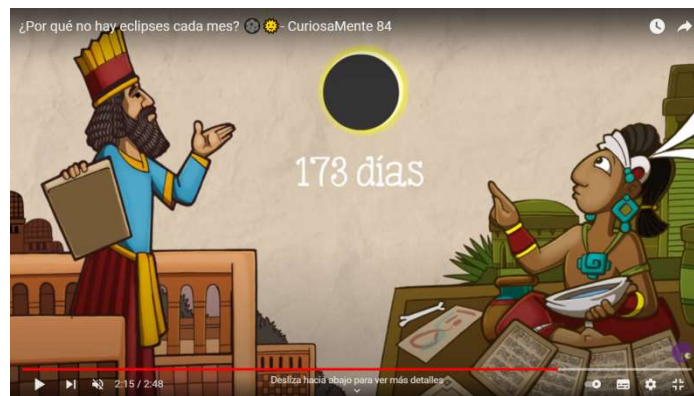 ¿Por qué no hay eclipses cada mes? 🌚 🌞 - CuriosaMente 84
173 días
2:15 / 2:48
Desliza hacia abajo para ver más detalles